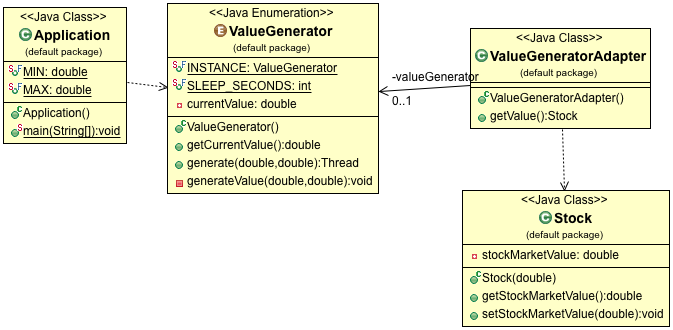 <<Java Class>>
Application
(default package)
MIN: double
MAX: double
Application()
main(String[]):void
<<Java Enumeration>>
ValueGenerator
(default package)
INSTANCE: ValueGenerator
SLEEP_SECONDS: int
currentValue: double
ValueGenerator()
getCurrentValue():double
generate(double,double):Thread
generateValue(double,double):void
-valueGenerator
0..1
<<Java Class>>
ValueGeneratorAdapter
(default package)
ValueGeneratorAdapter()
getValue():Stock
<<Java Class>>
Stock
(default package)
stockMarketValue: double
Stock(double)
getStockMarketValue():double
setStockMarketValue(double):void